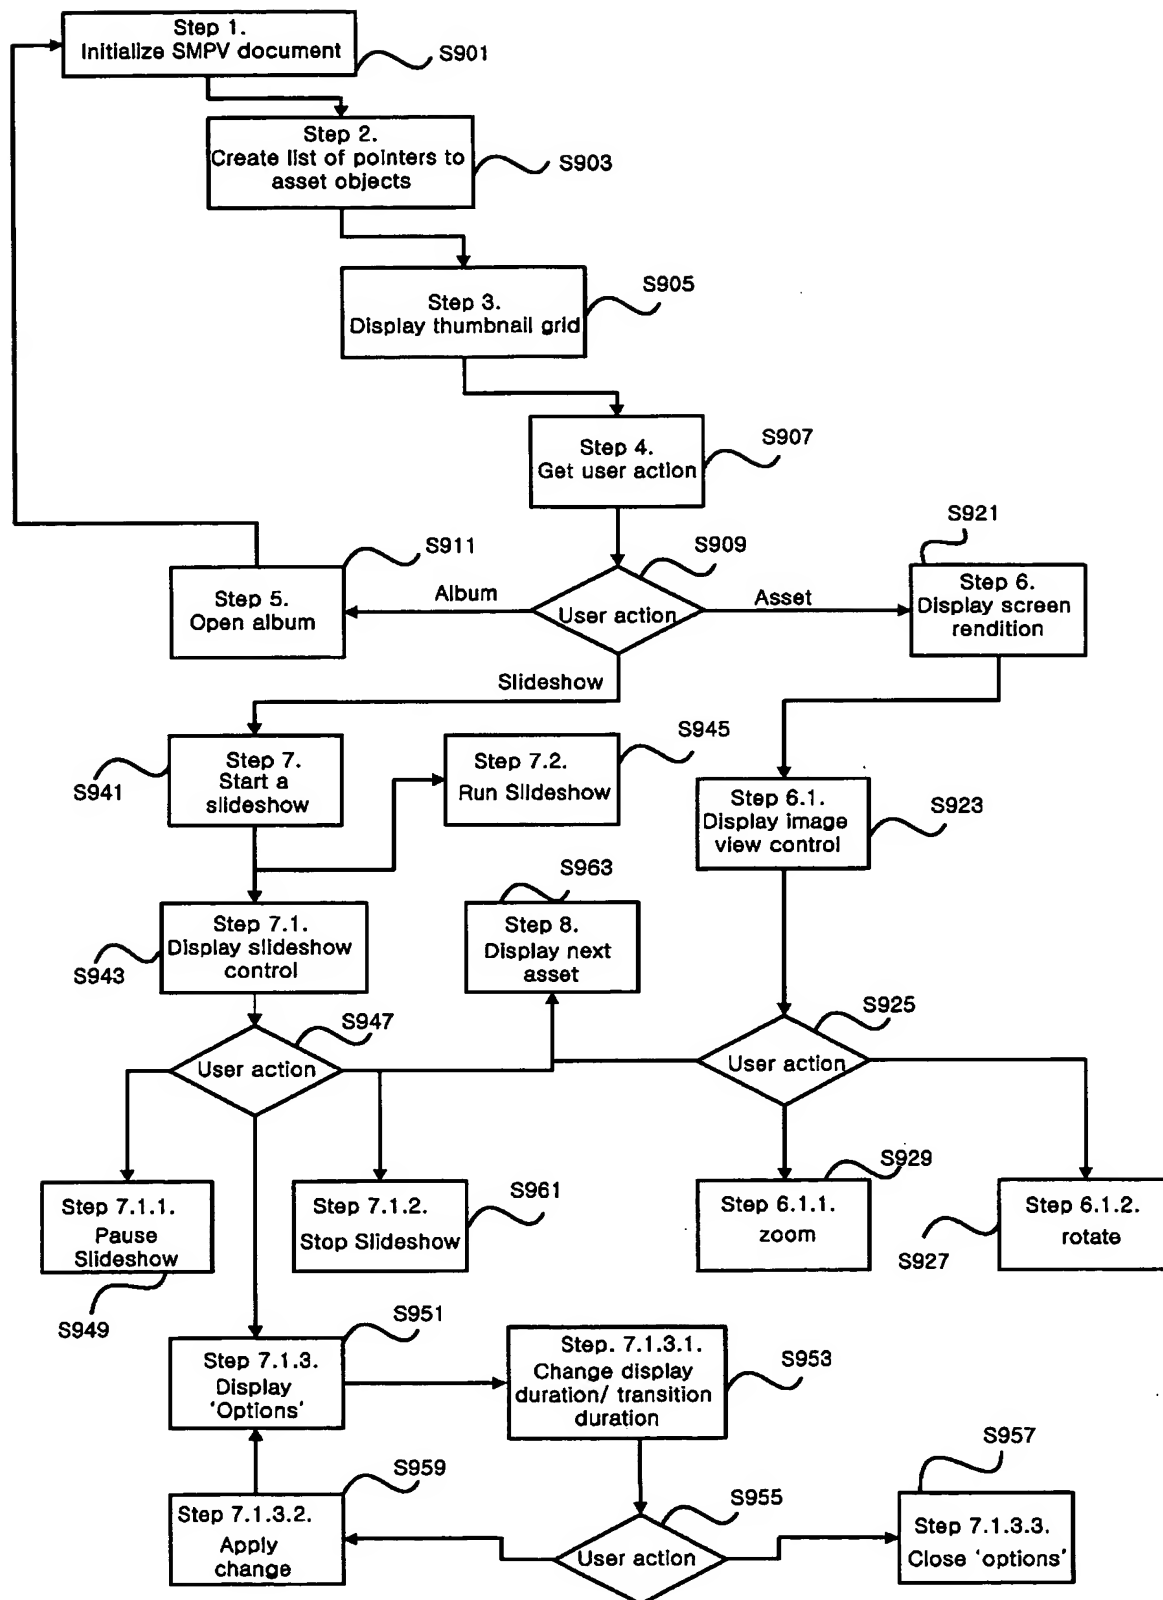 Step 1.
Initialize SMPV document
S901
Step 2.
Create list of pointers to
asset objects
S903
Step 3.
Display thumbnail grid
S905
Step 4.
Get user action
S907
S909
User action
Album
Asset
Slideshow
S911
Step 5.
Open album
S921
Step 6.
Display screen
rendition
Step 7.
Start a
slideshow
S941
S945
Step 7.2.
Run Slideshow
Step 6.1.
Display image
view control
S923
Step 7.1.
Display slideshow
control
S943
S963
Step 8.
Display next
asset
S947
User action
S925
User action
Step 7.1.1.
Pause
Slideshow
S949
Step 7.1.2.
Stop Slideshow
S961
S929
Step 6.1.1.
zoom
Step 6.1.2.
rotate
S927
S951
Step 7.1.3.
Display
'Options'
Step. 7.1.3.1.
Change display
duration/ transition
duration
S953
S959
Step 7.1.3.2.
Apply
change
S955
User action
S957
Step 7.1.3.3.
Close 'options'